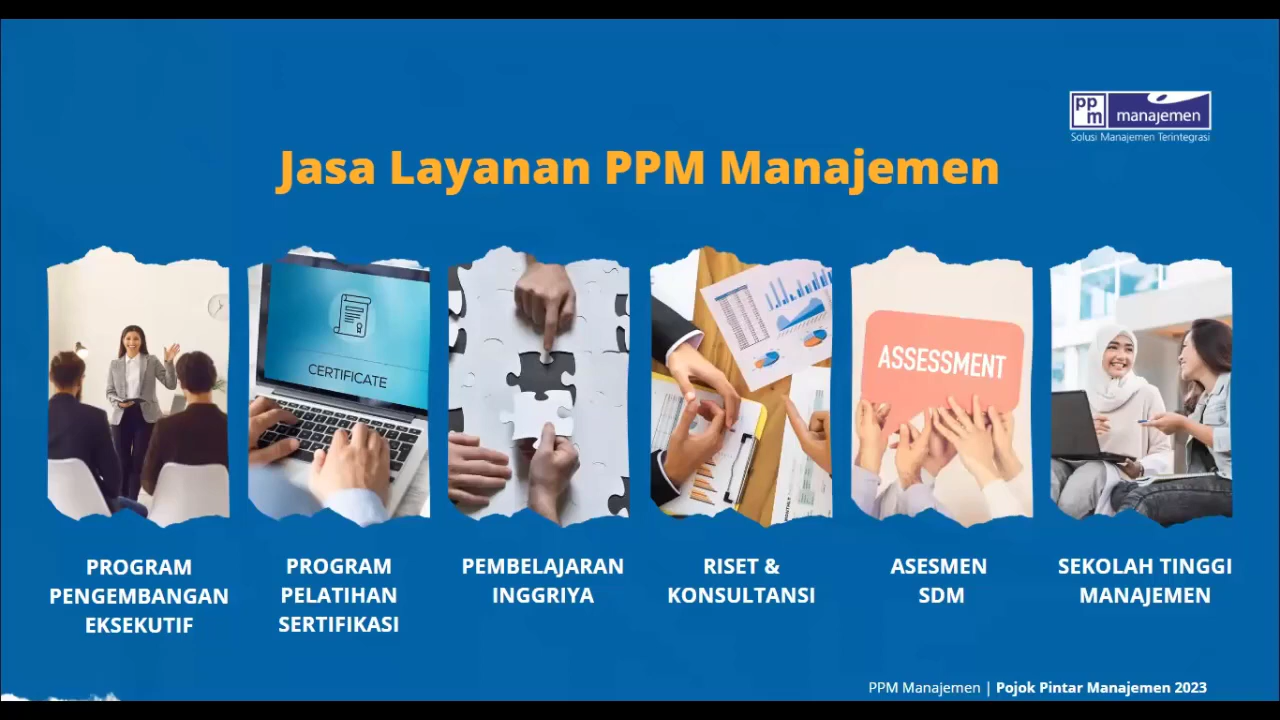 ppm manajemen
Solusi Manajemen Terintegrasi
Jasa Layanan PPM Manajemen
CERTIFICATE
ASSESSMENT
PROGRAM
PENGEMBANGAN
EKSEKUTIF
PROGRAM
PELATIHAN
SERTIFIKASI
PEMBELAJARAN
INGGRIYA
RISET &
KONSULTANSI
ASESMEN
SDM
SEKOLAH TINGGI
MANAJEMEN
PPM Manajemen | Pojok Pintar Manajemen 2023